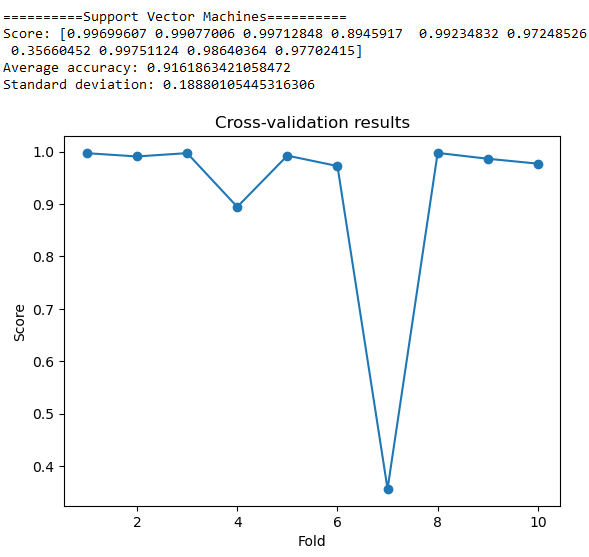 ==========Support Vector Machines==========
Score: [0.99699607 0.99077006 0.99712848 0.8945917  0.99234832 0.97248526
 0.35660452 0.99751124 0.98640364 0.97702415]
Average accuracy: 0.9161863421058472
Standard deviation: 0.18880105445316306
Cross-validation results
1.0
0.9
0.8
0.7
0.6
0.5
0.4
Score
2 4 6 8 10
Fold